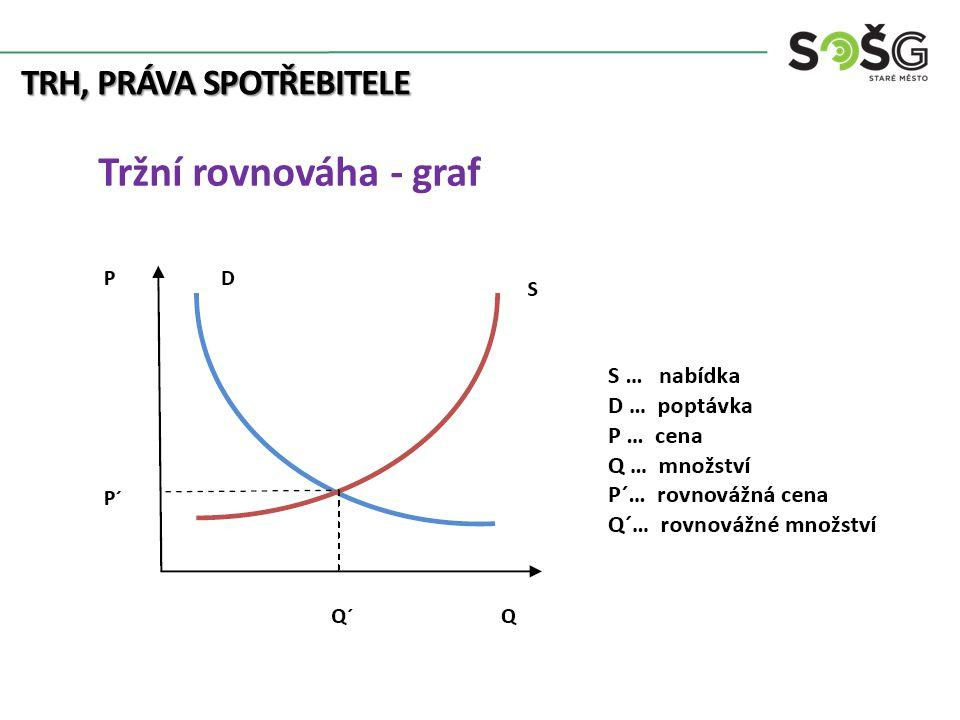 SOŠG
STARÉ MĚSTO
TRH, PRÁVA SPOTŘEBITELE
Tržní rovnováha - graf
P
D
S
S … nabídka
D … poptávka
P … cena
Q … množství
P´… rovnovážná cena
Q´… rovnovážné množství
P´
Q´
Q